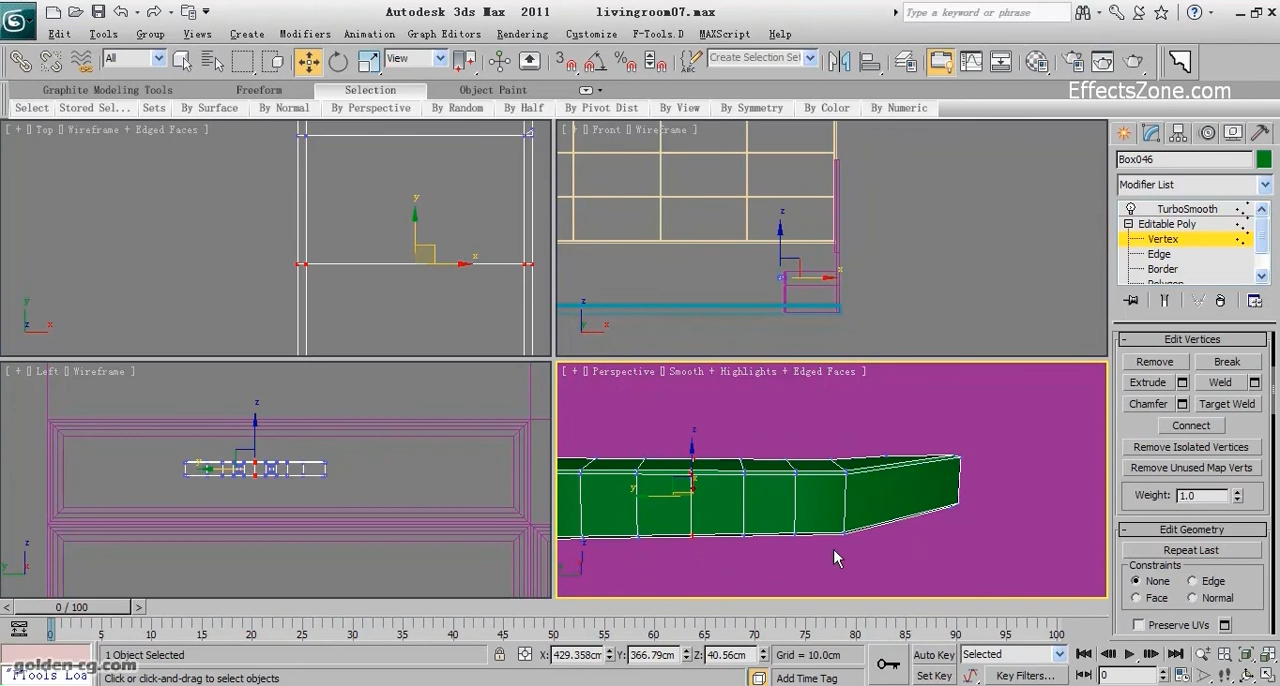 Autodesk 3ds Max 2011 livingroom07.max
Type a keyword or phrase
Edit Tools Group Views Create Modifiers Animation Graph Editors Rendering Customize F-Tools.D MAXScript Help
All View 3 Create Selection Set
Graphite Modeling Tools Freeform Selection Object Paint
EffectsZone.com
Select Stored Sel... Sets By Surface By Normal By Perspective By Random By Half By Pivot Dist By View By Symmetry By Color By Numeric
[ + [] Top [] Wireframe + Edged Faces ]
[ + [] Front [] Wireframe ]
Box046
Modifier List
TurboSmooth
Editable Poly
Vertex
Edge
Border
Polygon
[ + [] Left [] Wireframe ]
[ + [] Perspective [] Smooth + Highlights + Edged Faces ]
Edit Vertices
Remove Break
Extrude Weld
Chamfer Target Weld
Connect
Remove Isolated Vertices
Remove Unused Map Verts
Weight: 1.0
Edit Geometry
Repeat Last
Constraints
None Edge
Face Normal
Preserve UVs
0 / 100
0 5 10 15 20 25 30 35 40 45 50 55 60 65 70 75 80 85 90 95 100
1 Object Selected X: 429.358cm Y: 366.79cm Z: 40.56cm Grid = 10.0cm Auto Key Selected
golden-cg.com
Click or click-and-drag to select objects Add Time Tag Set Key Key Filters... 0